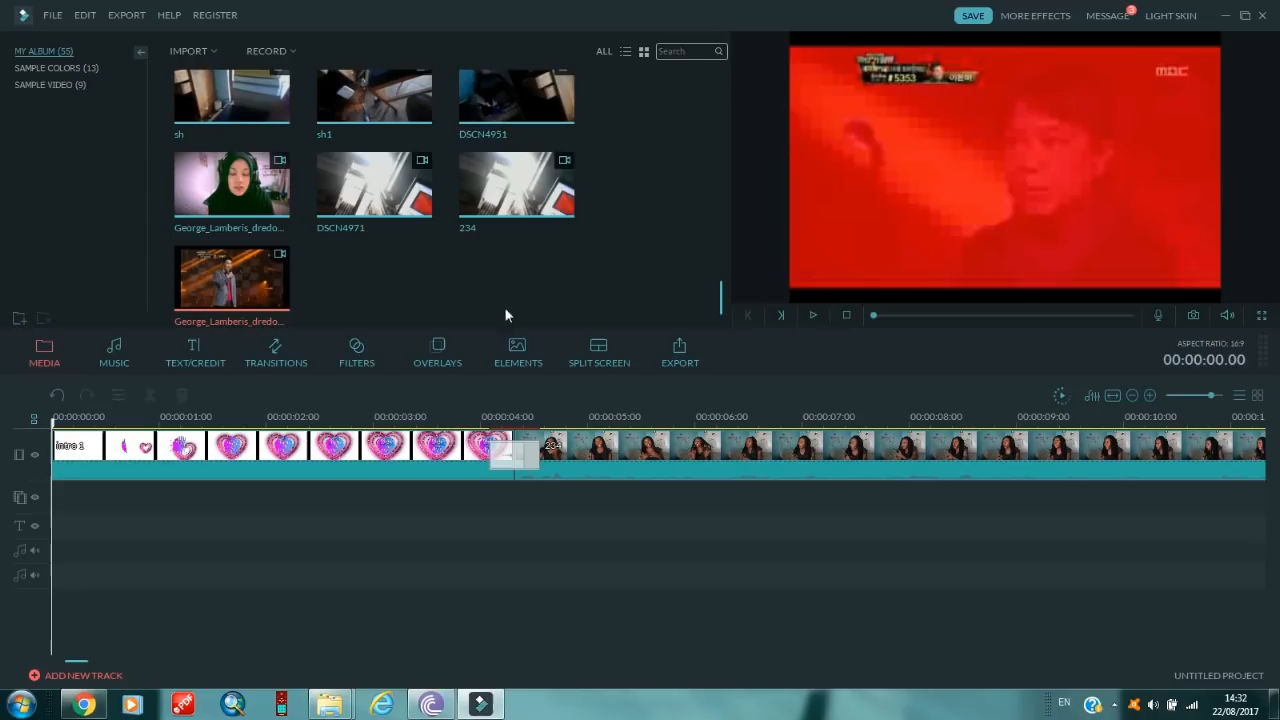 FILE EDIT EXPORT HELP REGISTER
SAVE MORE EFFECTS MESSAGE 3 LIGHT SKIN
MY ALBUM (55)
SAMPLE COLORS (13)
SAMPLE VIDEO (9)
IMPORT RECORD ALL Search
sh sh1 DSCN4951
George_Lamberis_dredo... DSCN4971 234
George_Lamberis_dredo...
#5353
MBC
MEDIA MUSIC TEXT/CREDIT TRANSITIONS FILTERS OVERLAYS ELEMENTS SPLIT SCREEN EXPORT
ASPECT RATIO: 16:9
00:00:00.00
00:00:00:00 00:00:01:00 00:00:02:00 00:00:03:00 00:00:04:00 00:00:05:00 00:00:06:00 00:00:07:00 00:00:08:00 00:00:09:00 00:00:10:00 00:00:1
intro 1 234
ADD NEW TRACK
UNTITLED PROJECT
PDF
EN
14:32
22/08/2017